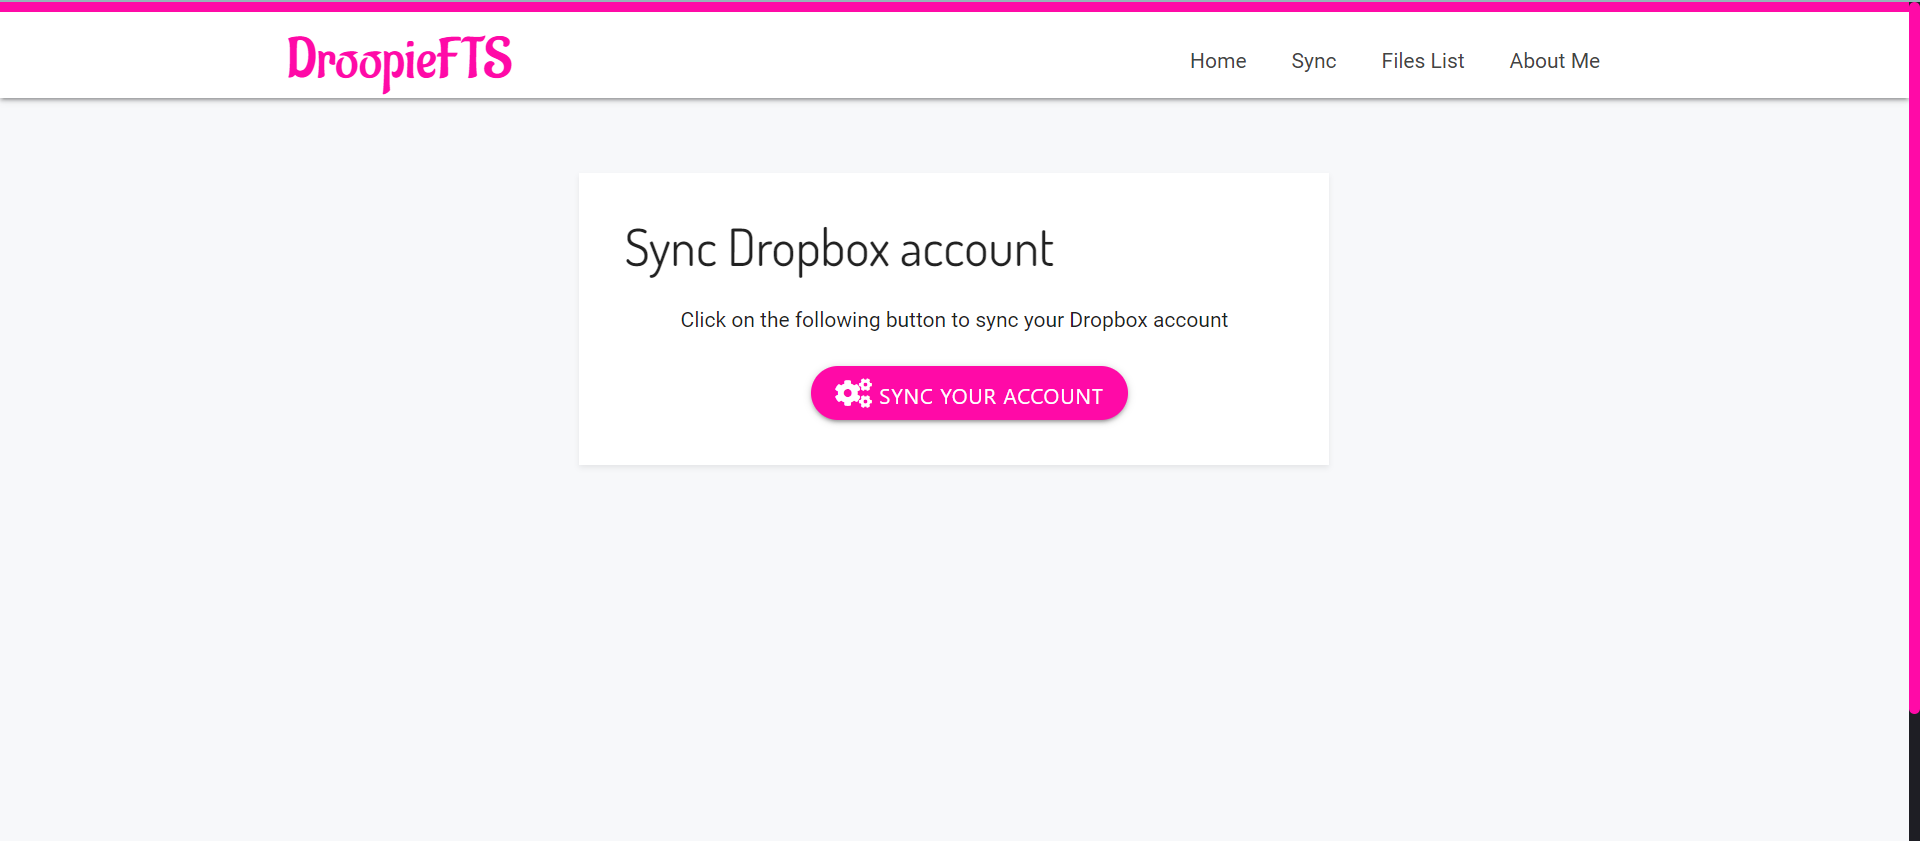 DroopieFTS
Home Sync Files List About Me
Sync Dropbox account
Click on the following button to sync your Dropbox account
SYNC YOUR ACCOUNT